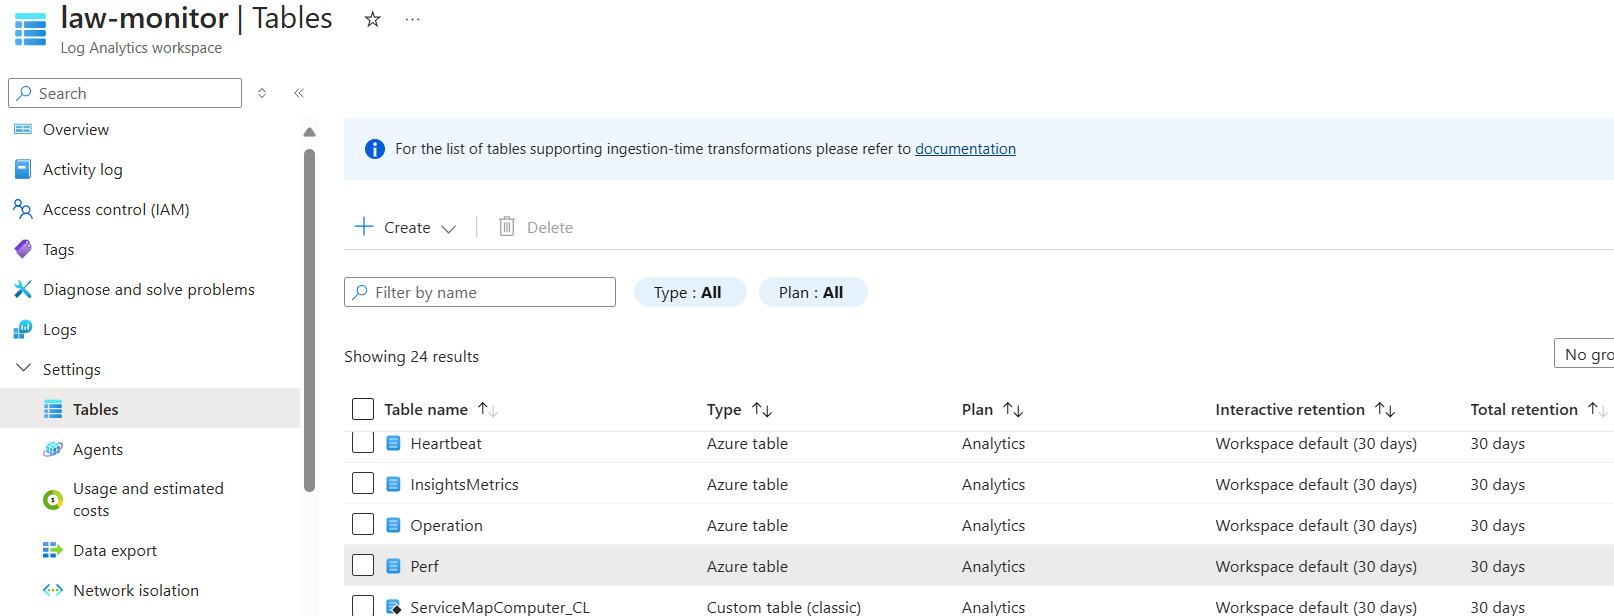 law-monitor | Tables
Log Analytics workspace
Search
Overview
Activity log
Access control (IAM)
Tags
Diagnose and solve problems
Logs
Settings
Tables
Agents
Usage and estimated
costs
Data export
Network isolation
For the list of tables supporting ingestion-time transformations please refer to documentation
Create
Delete
Filter by name
Type : All
Plan : All
Showing 24 results
No gro
Table name Type Plan Interactive retention Total retention
Heartbeat Azure table Analytics Workspace default (30 days) 30 days
InsightsMetrics Azure table Analytics Workspace default (30 days) 30 days
Operation Azure table Analytics Workspace default (30 days) 30 days
Perf Azure table Analytics Workspace default (30 days) 30 days
ServiceMapComputer_CL Custom table (classic) Analytics Workspace default (30 days) 30 days